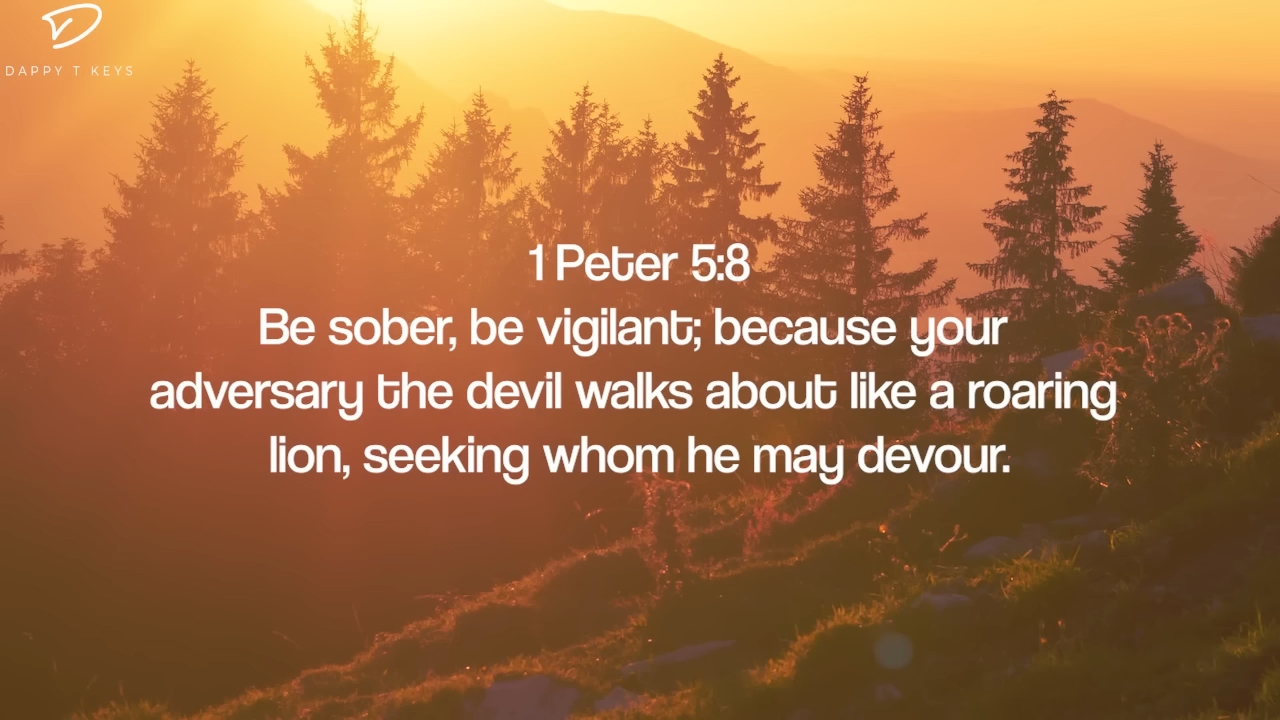 DAPPY T KEYS
1 Peter 5:8
Be sober, be vigilant; because your
adversary the devil walks about like a roaring
lion, seeking whom he may devour.